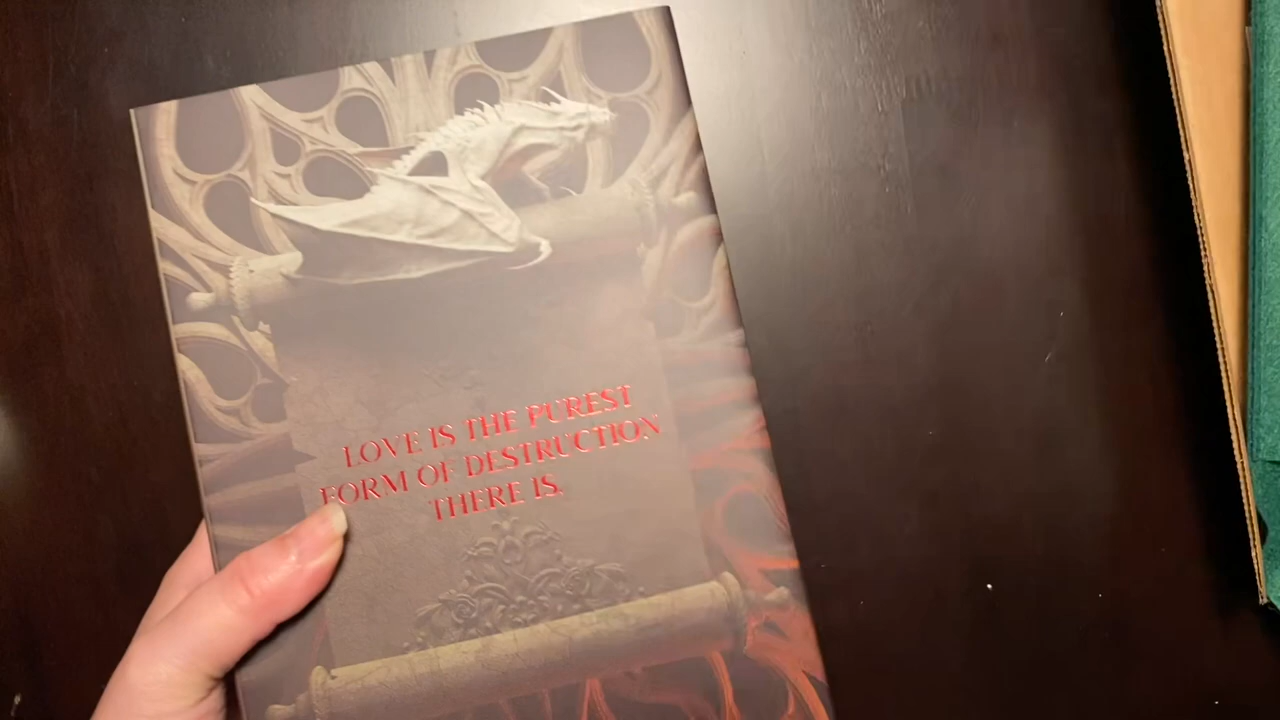 LOVE IS THE PUREST
FORM OF DESTRUCTION
THERE IS.